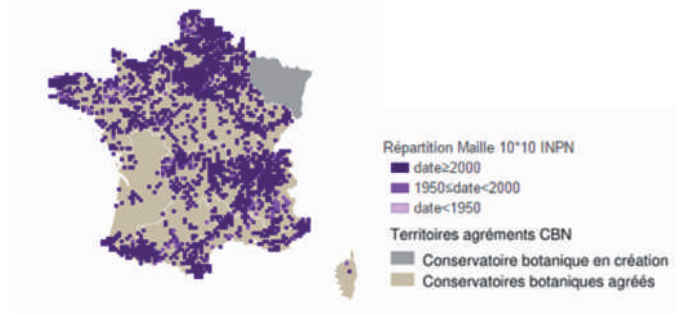 Répartition Maille 10*10 INPN
date≥2000
1950≤date<2000
date<1950
Territoires agréments CBN
Conservatoire botanique en création
Conservatoires botaniques agréés